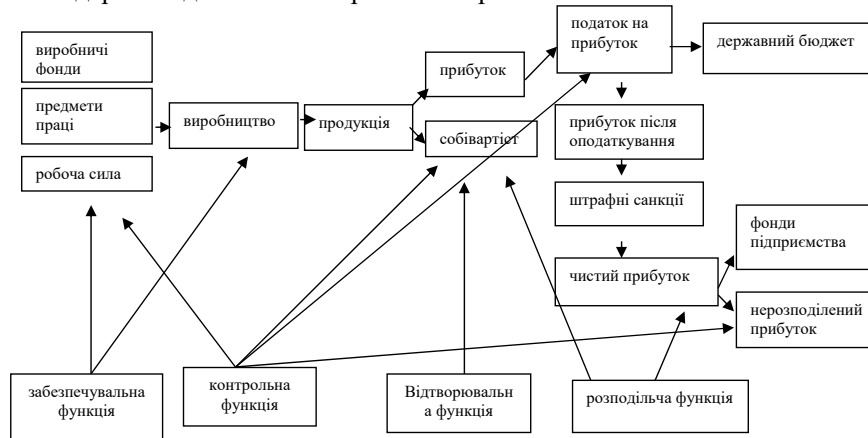 виробничі
фонди
предмети
праці
робоча сила
виробництво
продукція
прибуток
собівартіст
податок на
прибуток
державний бюджет
прибуток після
оподаткування
штрафні санкції
чистий прибуток
фонди
підприємства
нерозподілений
прибуток
забезпечувальна
функція
контрольна
функція
Відтворювальн
а функція
розподільча функція